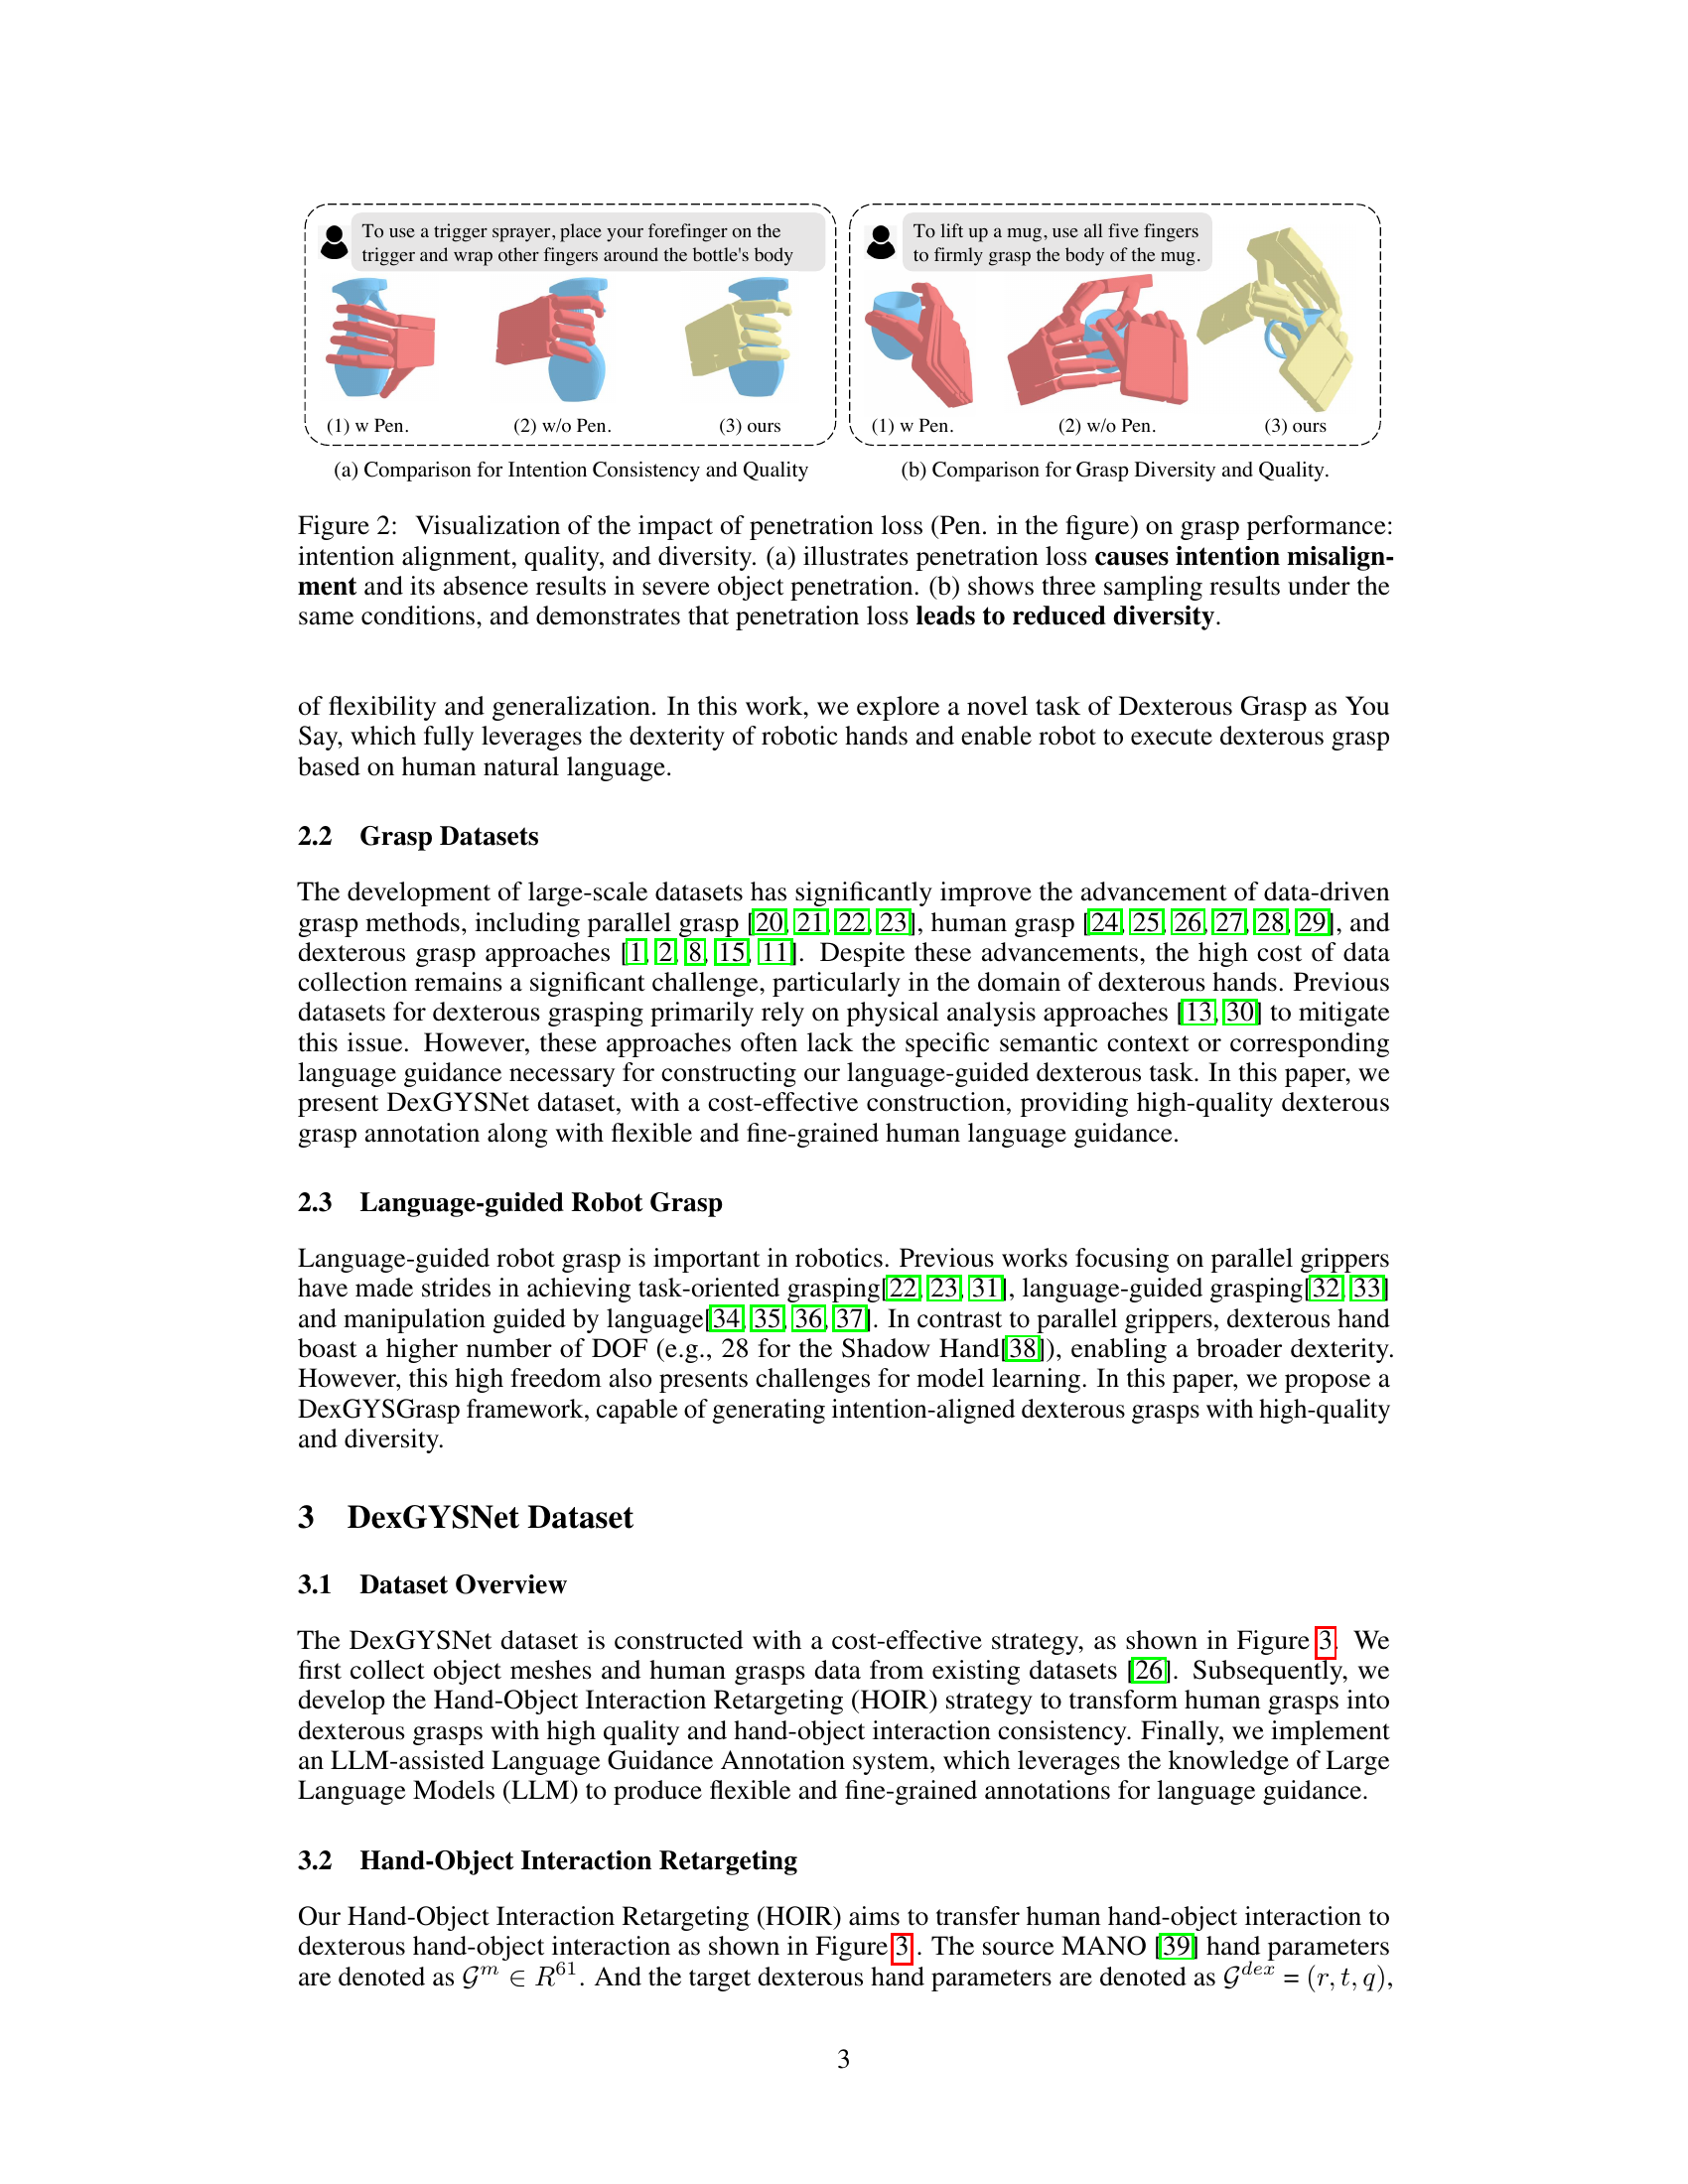 To use a trigger sprayer, place your forefinger on the
trigger and wrap other fingers around the bottle's body
(1) w Pen.
(2) w/o Pen.
(3) ours
To lift up a mug, use all five fingers
to firmly grasp the body of the mug.
(1) w Pen.
(2) w/o Pen.
(3) ours
(a) Comparison for Intention Consistency and Quality
(b) Comparison for Grasp Diversity and Quality.
Figure 2: Visualization of the impact of penetration loss (Pen. in the figure) on grasp performance:
intention alignment, quality, and diversity. (a) illustrates penetration loss causes intention misalign-
ment and its absence results in severe object penetration. (b) shows three sampling results under the
same conditions, and demonstrates that penetration loss leads to reduced diversity.
of flexibility and generalization. In this work, we explore a novel task of Dexterous Grasp as You
Say, which fully leverages the dexterity of robotic hands and enable robot to execute dexterous grasp
based on human natural language.
2.2 Grasp Datasets
The development of large-scale datasets has significantly improve the advancement of data-driven
grasp methods, including parallel grasp [20, 21, 22, 23], human grasp [24, 25, 26, 27, 28, 29], and
dexterous grasp approaches [1, 2, 8, 15, 11]. Despite these advancements, the high cost of data
collection remains a significant challenge, particularly in the domain of dexterous hands. Previous
datasets for dexterous grasping primarily rely on physical analysis approaches [13, 30] to mitigate
this issue. However, these approaches often lack the specific semantic context or corresponding
language guidance necessary for constructing our language-guided dexterous task. In this paper, we
present DexGYSNet dataset, with a cost-effective construction, providing high-quality dexterous
grasp annotation along with flexible and fine-grained human language guidance.
2.3 Language-guided Robot Grasp
Language-guided robot grasp is important in robotics. Previous works focusing on parallel grippers
have made strides in achieving task-oriented grasping[22, 23, 31], language-guided grasping[32, 33]
and manipulation guided by language[34, 35, 36, 37]. In contrast to parallel grippers, dexterous hand
boast a higher number of DOF (e.g., 28 for the Shadow Hand[38]), enabling a broader dexterity.
However, this high freedom also presents challenges for model learning. In this paper, we propose a
DexGYSGrasp framework, capable of generating intention-aligned dexterous grasps with high-quality
and diversity.
3 DexGYSNet Dataset
3.1 Dataset Overview
The DexGYSNet dataset is constructed with a cost-effective strategy, as shown in Figure 3. We
first collect object meshes and human grasps data from existing datasets [26]. Subsequently, we
develop the Hand-Object Interaction Retargeting (HOIR) strategy to transform human grasps into
dexterous grasps with high quality and hand-object interaction consistency. Finally, we implement
an LLM-assisted Language Guidance Annotation system, which leverages the knowledge of Large
Language Models (LLM) to produce flexible and fine-grained annotations for language guidance.
3.2 Hand-Object Interaction Retargeting
Our Hand-Object Interaction Retargeting (HOIR) aims to transfer human hand-object interaction to
dexterous hand-object interaction as shown in Figure 3 . The source MANO [39] hand parameters
are denoted as 𝒢^m ∈ R^61. And the target dexterous hand parameters are denoted as 𝒢^dex = (r, t, q),
3